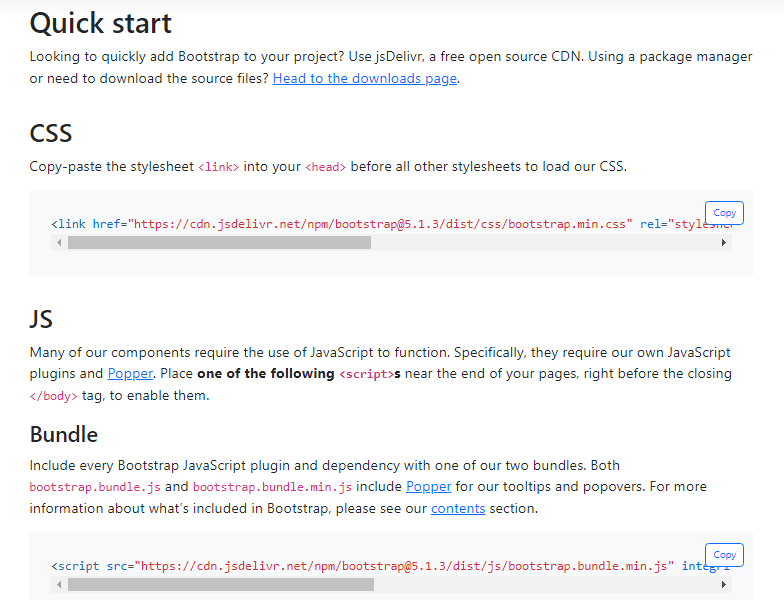 Quick start
Looking to quickly add Bootstrap to your project? Use jsDelivr, a free open source CDN. Using a package manager
or need to download the source files? Head to the downloads page.
CSS
Copy-paste the stylesheet <link> into your <head> before all other stylesheets to load our CSS.
Copy
<link href="https://cdn.jsdelivr.net/npm/bootstrap@5.1.3/dist/css/bootstrap.min.css" rel="
JS
Many of our components require the use of JavaScript to function. Specifically, they require our own JavaScript
plugins and Popper. Place one of the following <script>s near the end of your pages, right before the closing
</body> tag, to enable them.
Bundle
Include every Bootstrap JavaScript plugin and dependency with one of our two bundles. Both
bootstrap.bundle.js and bootstrap.bundle.min.js include Popper for our tooltips and popovers. For more
information about what's included in Bootstrap, please see our contents section.
Copy
<script src="https://cdn.jsdelivr.net/npm/bootstrap@5.1.3/dist/js/bootstrap.bundle.min.js"